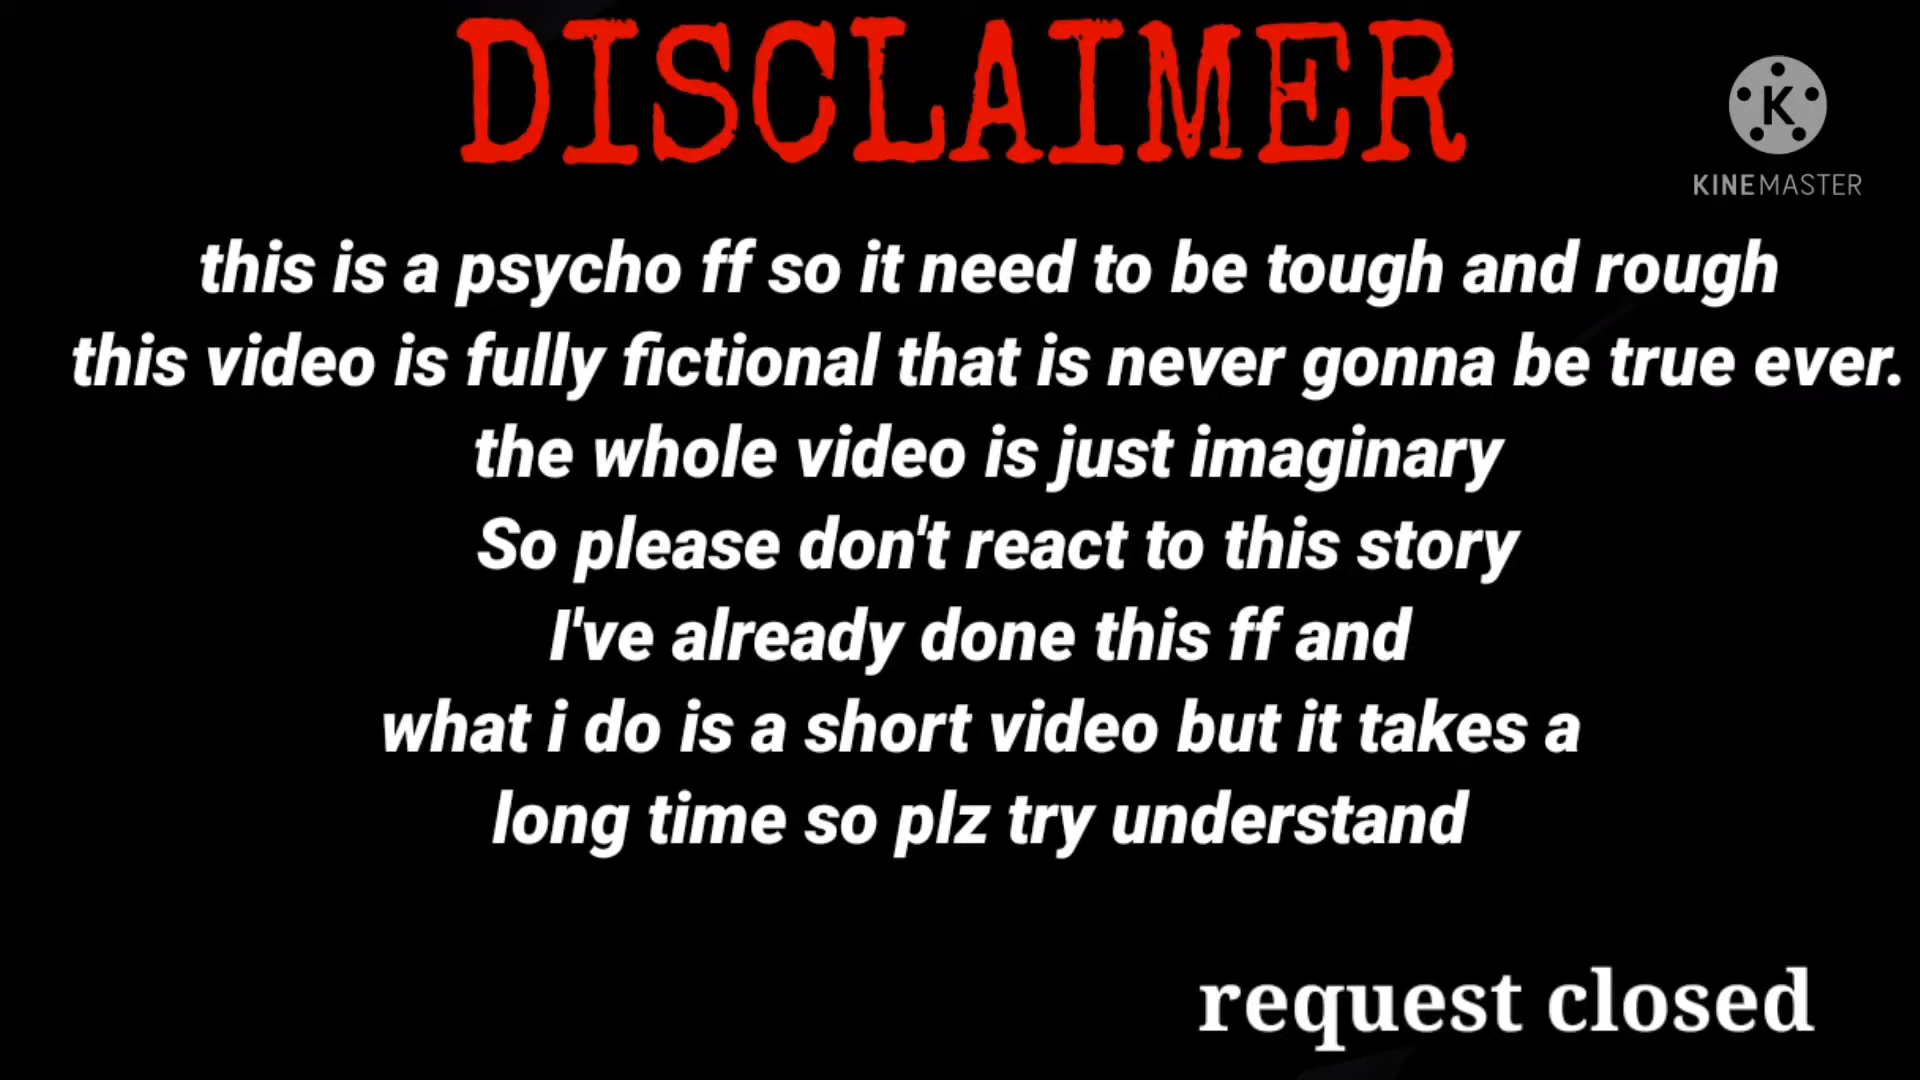 DISCLAIMER
K
KINEMASTER
this is a psycho ff so it need to be tough and rough
this video is fully fictional that is never gonna be true ever.
the whole video is just imaginary
So please don't react to this story
I've already done this ff and
what i do is a short video but it takes a
long time so plz try understand
request closed